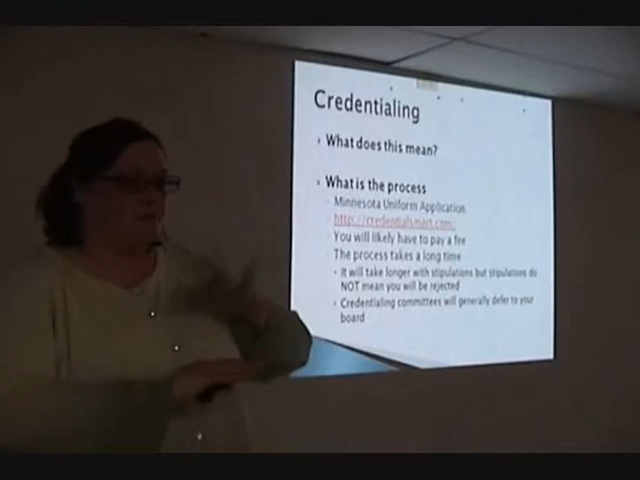 Credentialing
What does this mean?
What is the process
Minnesota Uniform Application
http://credentialsmart.com/
You will likely have to pay a fee
The process takes a long time
It will take longer with stipulations but stipulations do
NOT mean you will be rejected
Credentialing committees will generally defer to your
board